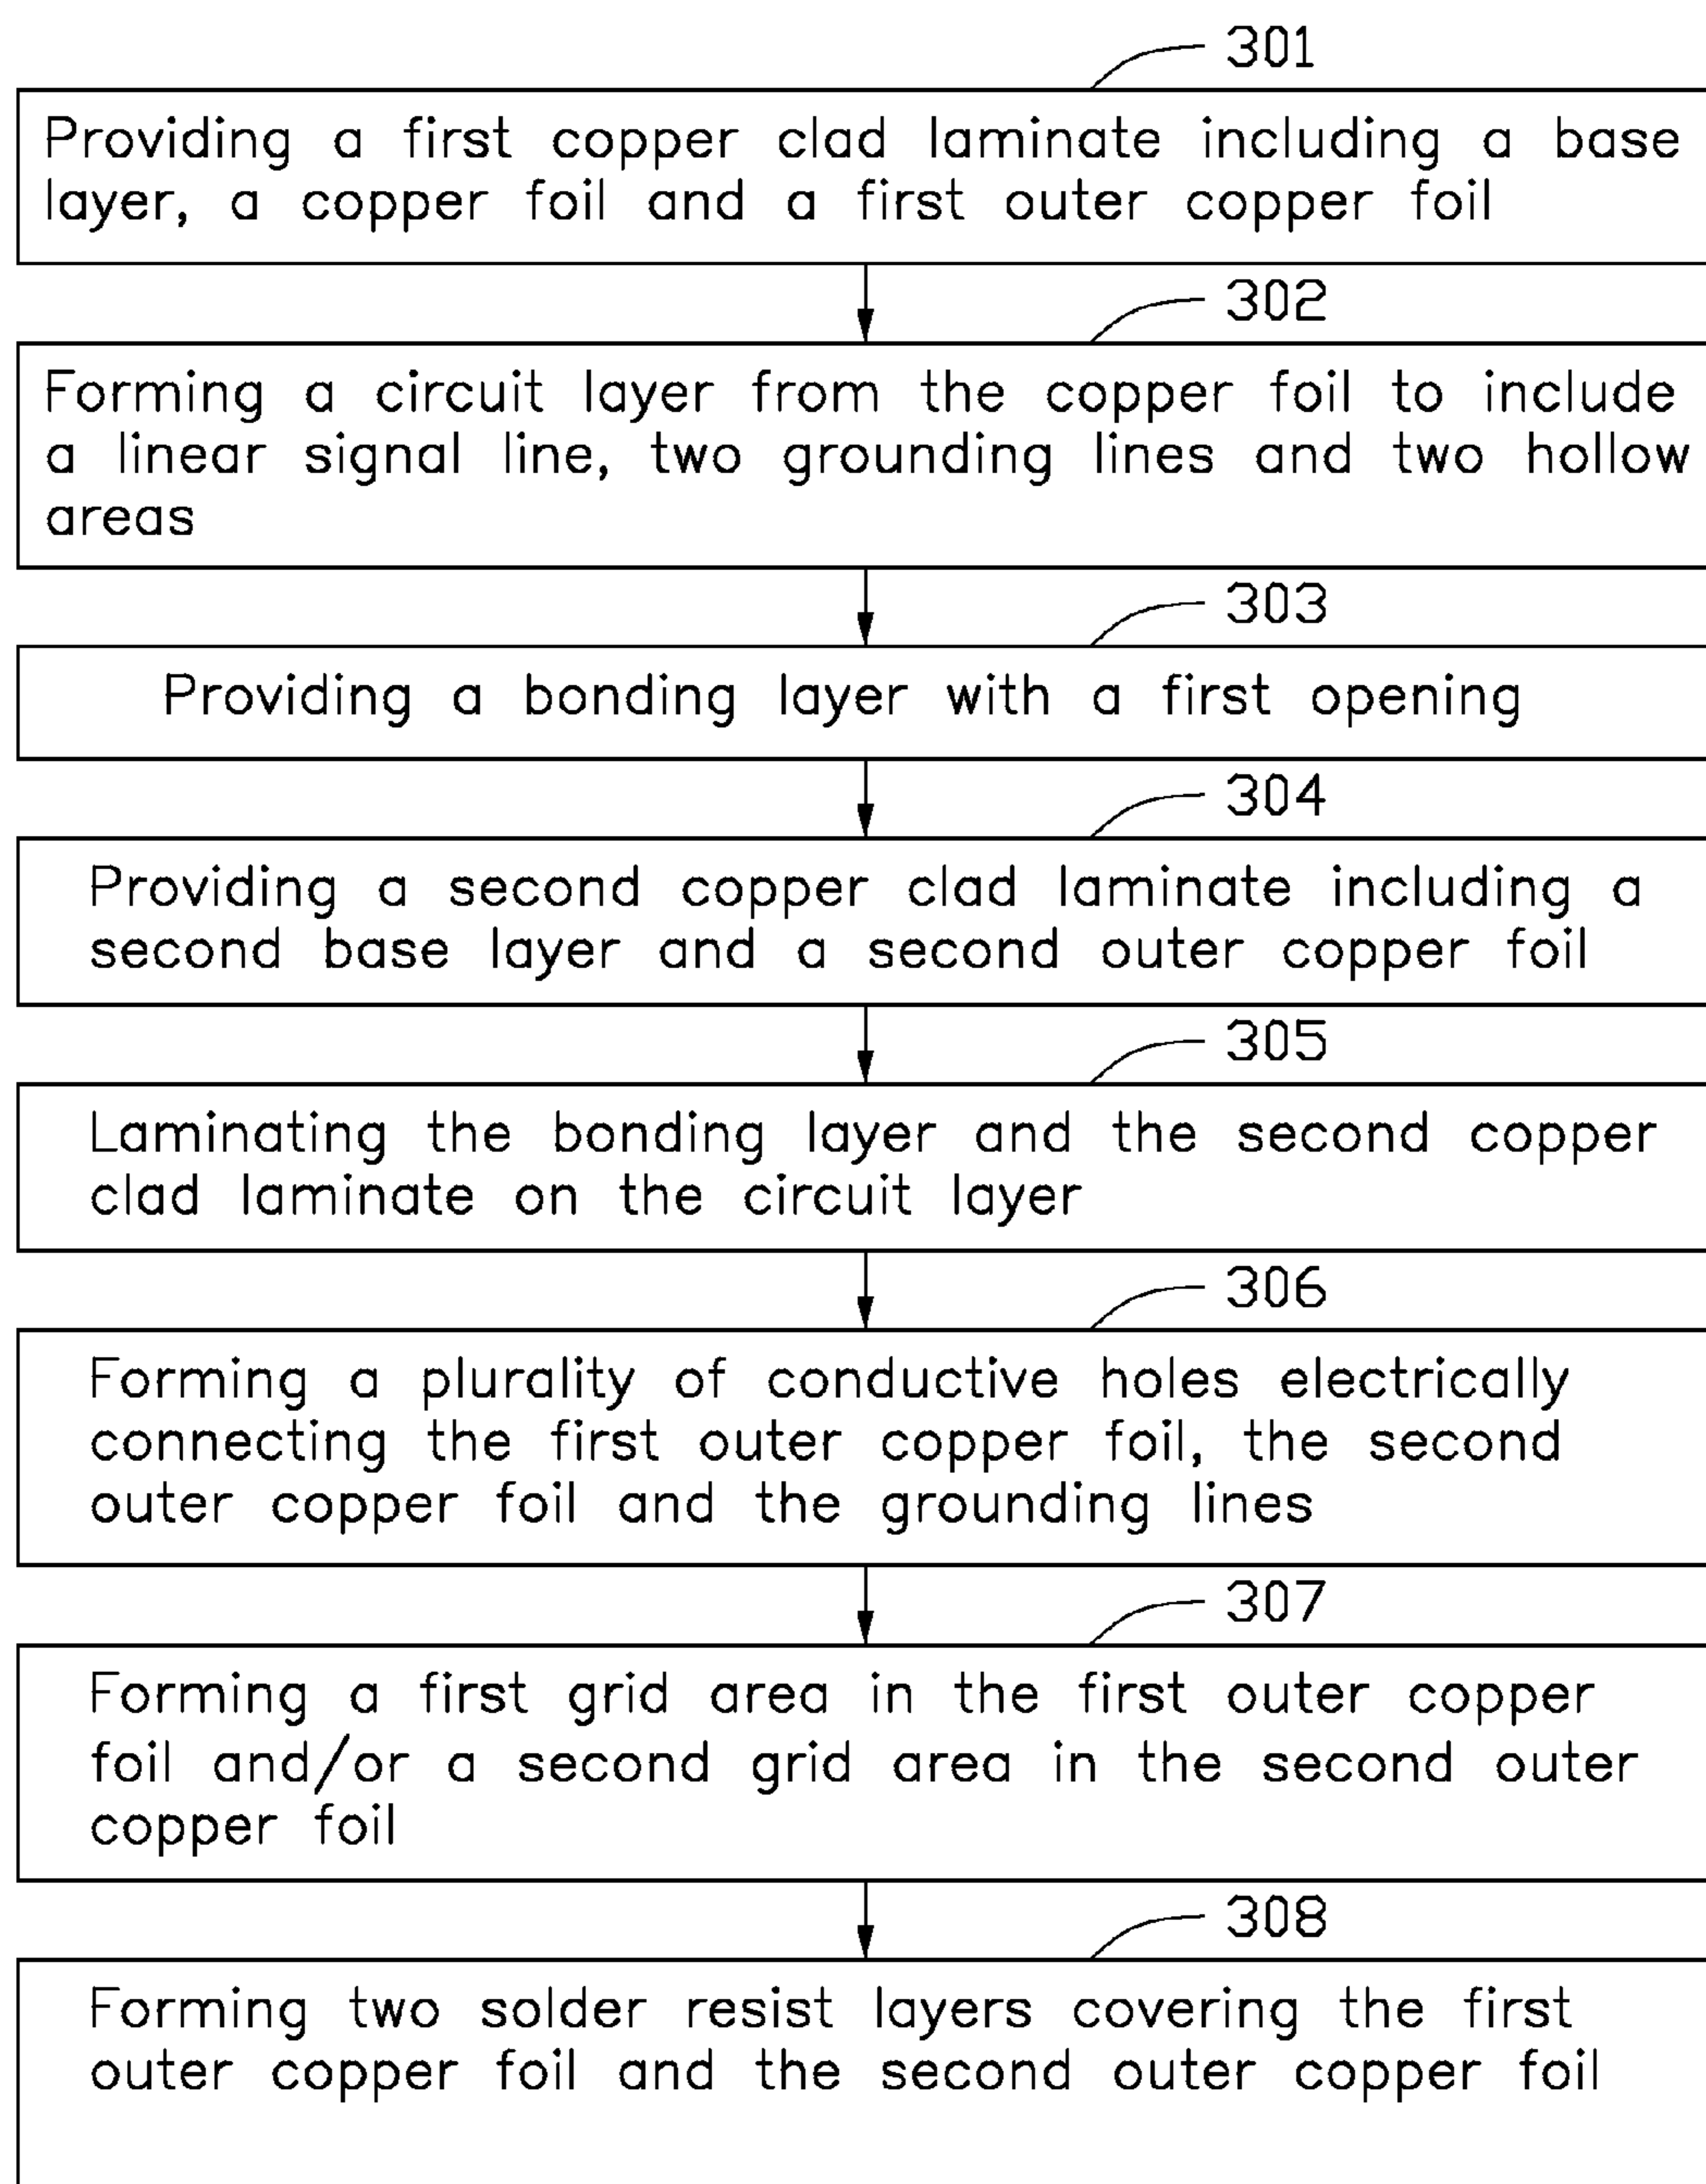 301
Providing a first copper clad laminate including a base
layer, a copper foil and a first outer copper foil
302
Forming a circuit layer from the copper foil to include
a linear signal line, two grounding lines and two hollow
areas
303
Providing a bonding layer with a first opening
304
Providing a second copper clad laminate including a
second base layer and a second outer copper foil
305
Laminating the bonding layer and the second copper
clad laminate on the circuit layer
306
Forming a plurality of conductive holes electrically
connecting the first outer copper foil, the second
outer copper foil and the grounding lines
307
Forming a first grid area in the first outer copper
foil and/or a second grid area in the second outer
copper foil
308
Forming two solder resist layers covering the first
outer copper foil and the second outer copper foil